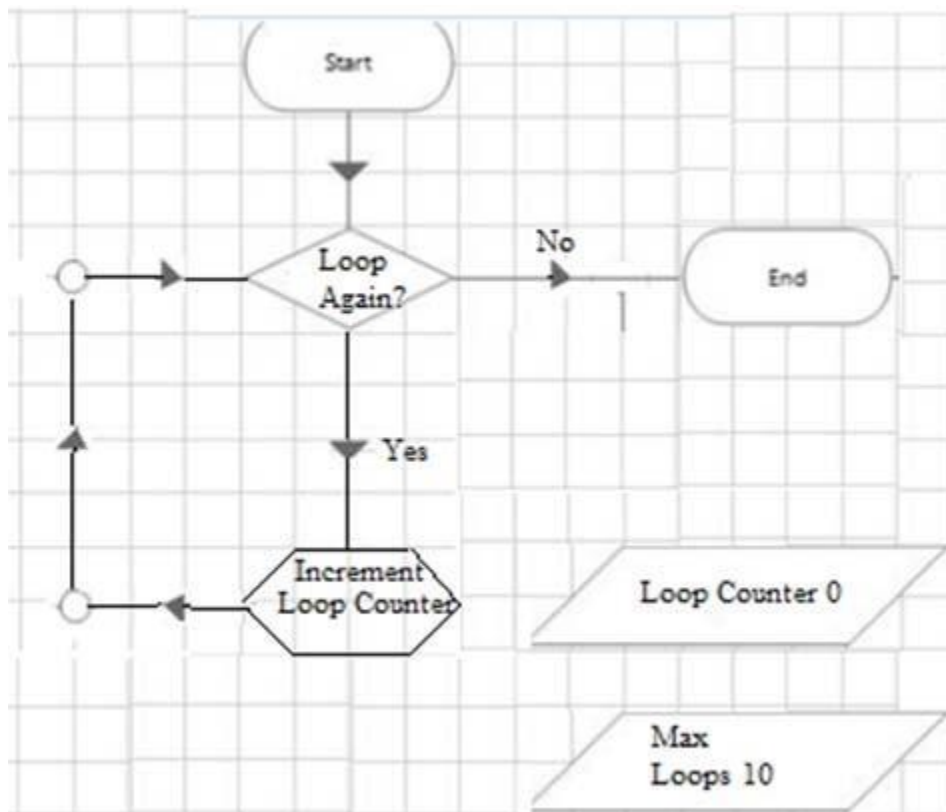 Start
Loop
Again?
No
End
Yes
Increment
Loop Counter
Loop Counter 0
Max
Loops 10